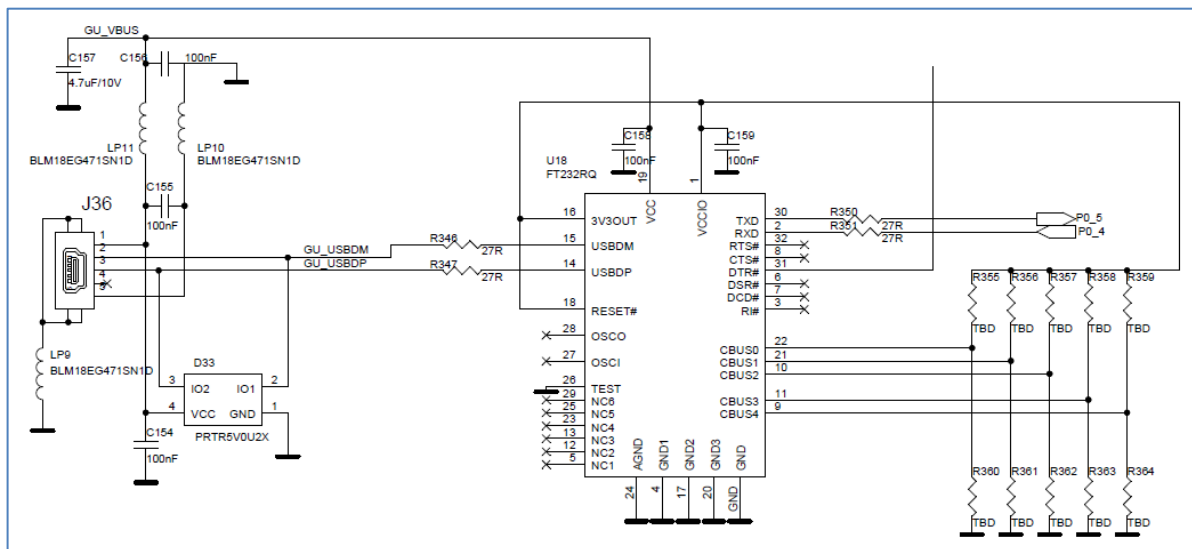 GU_VBUS
C157
4.7uF/10V
C156
100nF
LP11
BLM18EG471SN1D
LP10
BLM18EG471SN1D
C155
100nF
J36
1
2
3
4
5
GU_USBDM
GU_USBDP
R346
27R
R347
27R
LP9
BLM18EG471SN1D
D33
3
IO2
IO1
2
4
VCC
GND
1
PRTR5V0U2X
C154
100nF
U18
FT232RQ
C158
100nF
C159
100nF
19
VCC
1
VCCIO
16
3V3OUT
15
USBDM
14
USBDP
18
RESET#
28
OSCO
27
OSCI
26
TEST
29
NC6
25
NC5
23
NC4
13
NC3
12
NC2
5
NC1
TXD
30
RXD
2
RTS#
32
CTS#
8
DTR#
31
DSR#
6
DCD#
7
RI#
3
CBUS0
22
CBUS1
21
CBUS2
10
CBUS3
11
CBUS4
9
AGND
GND1
GND2
GND3
GND
24
4
17
20
GND
R350
27R
R351
27R
P0_5
P0_4
R355
R356
R357
R358
R359
TBD
TBD
TBD
TBD
TBD
R360
R361
R362
R363
R364
TBD
TBD
TBD
TBD
TBD